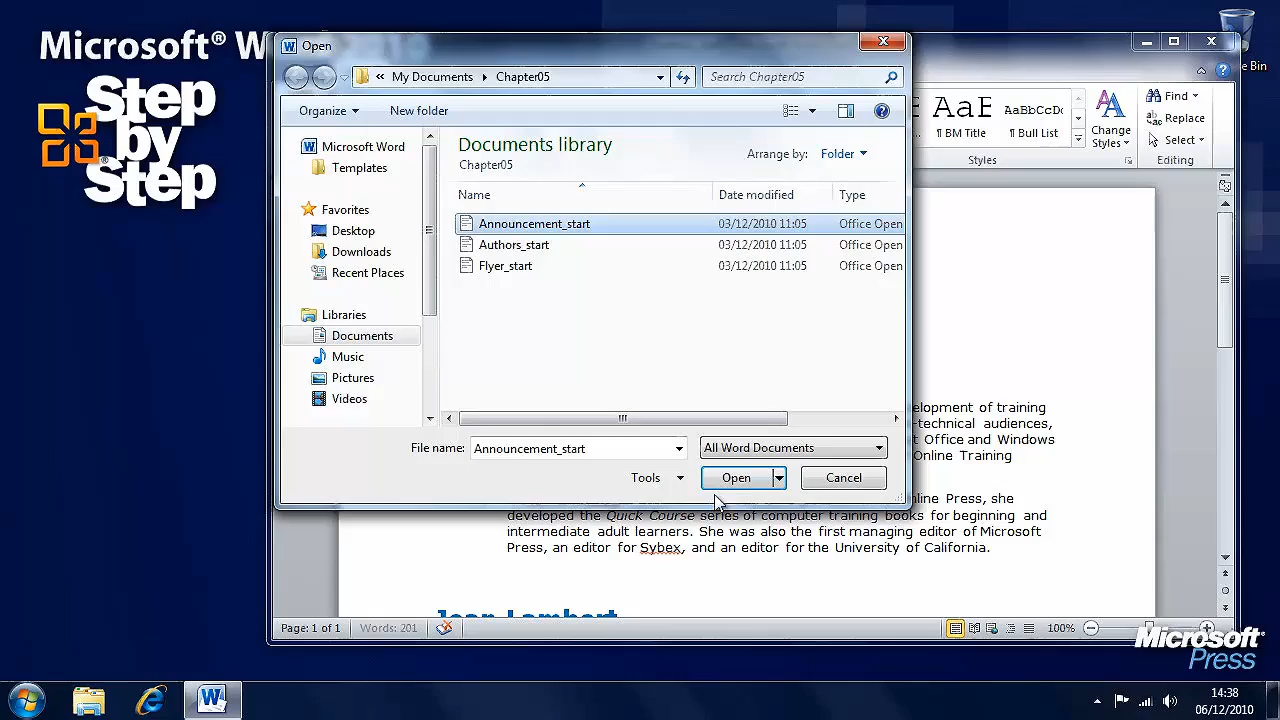 Microsoft® W
Step
by
Step
Open
My Documents
Chapter05
Search Chapter05
Organize
New folder
Microsoft Word
Templates
Favorites
Desktop
Downloads
Recent Places
Libraries
Documents
Music
Pictures
Videos
Documents library
Chapter05
Arrange by:
Folder
Name
Date modified
Type
Announcement_start
03/12/2010 11:05
Office Open
Authors_start
03/12/2010 11:05
Office Open
Flyer_start
03/12/2010 11:05
Office Open
File name:
Announcement_start
All Word Documents
Tools
Open
Cancel
e Bin
AaE
¶ BM Title
AaBbCcDc
¶ Bull List
Change
Styles
Styles
Find
Replace
Select
Editing
elopment of training
-technical audiences,
t Office and Windows
Online Training
nline Press, she
developed the Quick Course series of computer training books for beginning and
intermediate adult learners. She was also the first managing editor of Microsoft
Press, an editor for Sybex, and an editor for the University of California.
Joan Lambert
Page: 1 of 1
Words: 201
100%
Microsoft
Press
14:38
06/12/2010